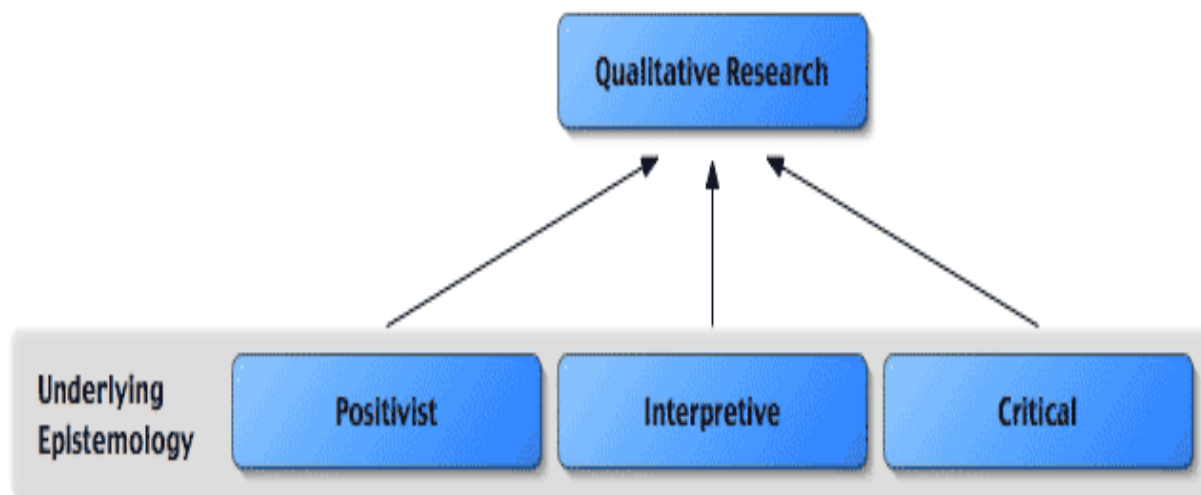 Qualitative Research
Underlying
Epistemology
Positivist
Interpretive
Critical